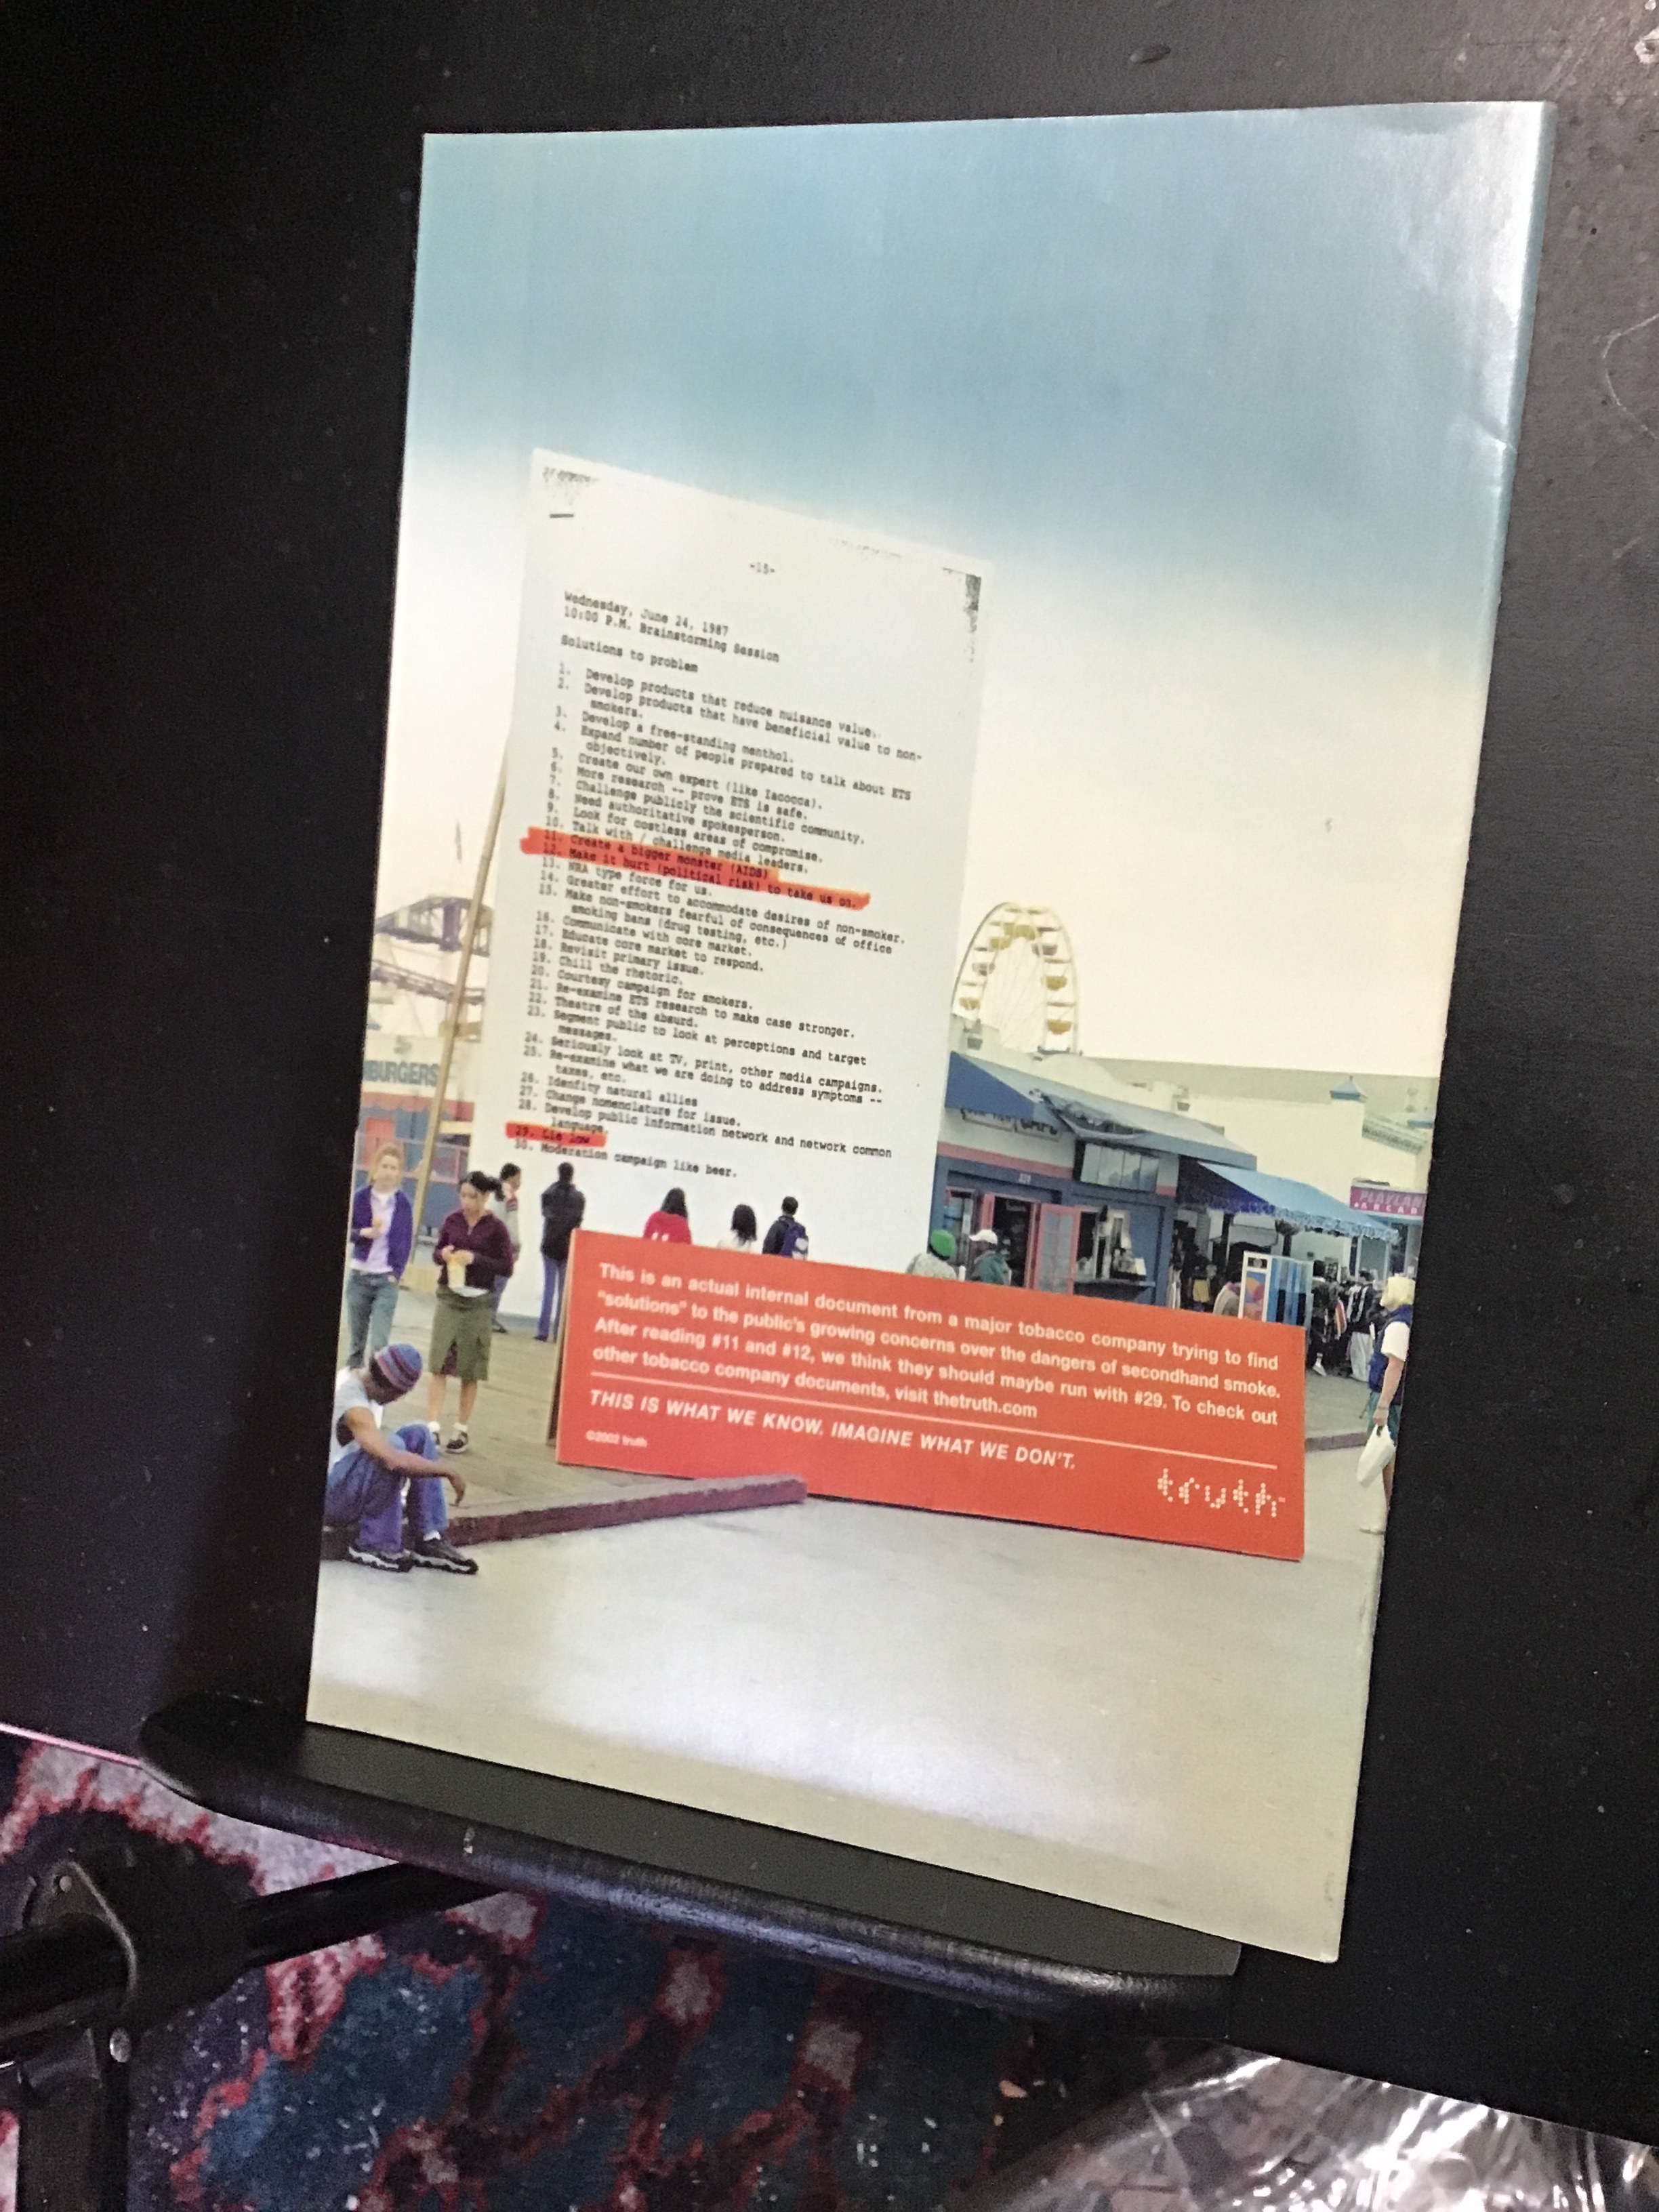 -15-
Wednesday, June 24, 1987
10:00 P.M. Brainstorming Session
Solutions to problem
1. Develop products that reduce nuisance value.
2. Develop products that have beneficial value to non-
smokers.
3. Develop a free-standing menthol.
4. Expand number of people prepared to talk about ETS
objectively.
5. Create our own expert (like Iacocca).
6. More research -- prove ETS is safe.
7. Challenge publicly the scientific community.
8. Need authoritative spokesperson.
9. Look for costless areas of compromise.
10. Talk with / challenge media leaders.
11. Create a bigger monster (AIDS)
12. Make it hurt (political risk) to take us on.
13. NRA type force for us.
14. Greater effort to accommodate desires of non-smoker.
15. Make non-smokers fearful of consequences of office
smoking bans (drug testing, etc.)
16. Communicate with core market.
17. Educate core market to respond.
18. Revisit primary issue.
19. Chill the rhetoric.
20. Courtesy campaign for smokers.
21. Re-examine ETS research to make case stronger.
22. Theatre of the absurd.
23. Segment public to look at perceptions and target
messages.
24. Seriously look at TV, print, other media campaigns.
25. Re-examine what we are doing to address symptoms --
taxes, etc.
26. Idenfity natural allies
27. Change nomenclature for issue.
28. Develop public information network and network common
language.
29. Lie low
30. Moderation campaign like beer.
BURGERS
PLAYLAND
ARCADE
This is an actual internal document from a major tobacco company trying to find
"solutions" to the public's growing concerns over the dangers of secondhand smoke.
After reading #11 and #12, we think they should maybe run with #29. To check out
other tobacco company documents, visit thetruth.com
THIS IS WHAT WE KNOW. IMAGINE WHAT WE DON'T.
©2002 truth
truth